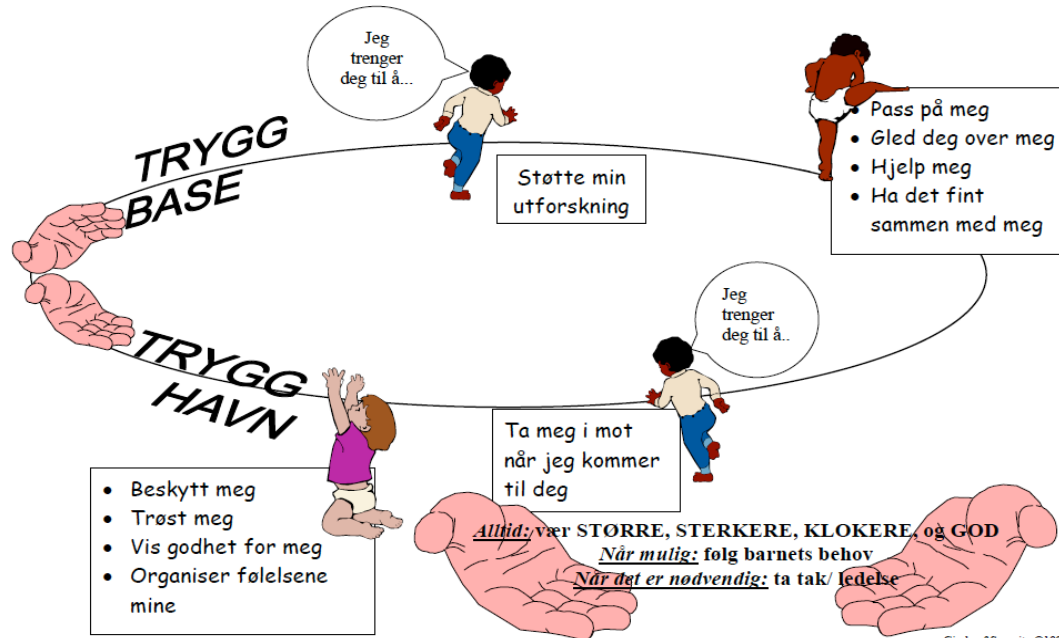 Jeg
trenger
deg til å...
TRYGG
BASE
Støtte min
utforskning
• Pass på meg
• Gled deg over meg
• Hjelp meg
• Ha det fint
sammen med meg
Jeg
trenger
deg til å..
TRYGG
HAVN
Ta meg i mot
når jeg kommer
til deg
• Beskytt meg
• Trøst meg
• Vis godhet for meg
• Organiser følelsene
mine
Alltid: vær STØRRE, STERKERE, KLOKERE, og GOD
Når mulig: følg barnets behov
Når det er nødvendig: ta tak/ ledelse